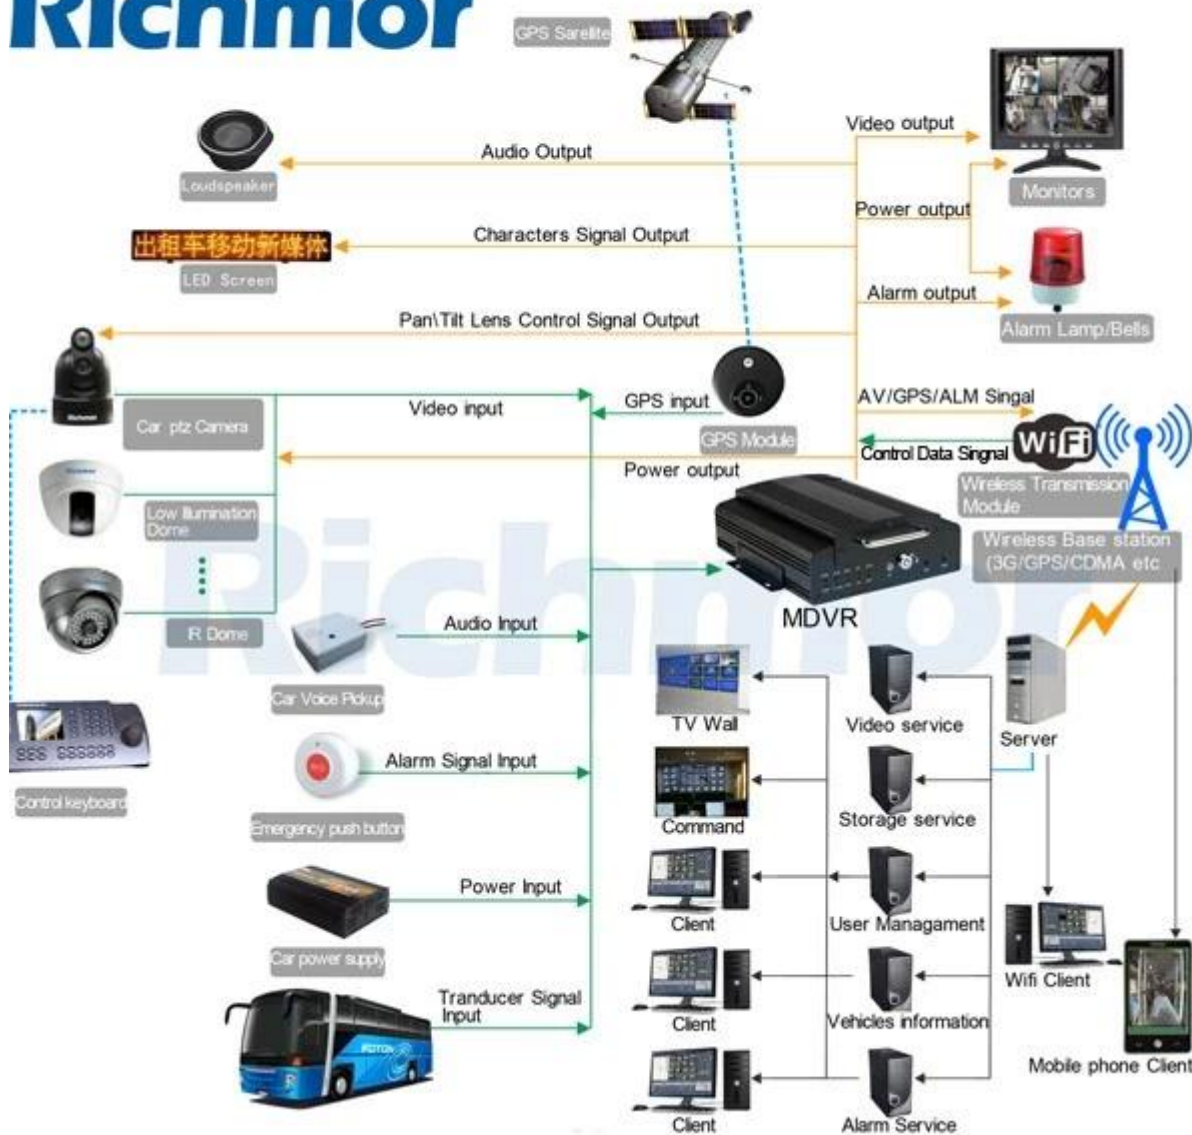 Richmor
GPS Sarellite
Video output
Audio Output
Loudspeaker
Monitors
Power output
出租车移动新媒体
Characters Signal Output
LED Screen
Alarm output
Pan\Tilt Lens Control Signal Output
Alarm Lamp/Bells
Richmor
Car ptz Camera
Video input
GPS input
GPS Module
AV/GPS/ALM Singal
WiFi
Control Data Singnal
Power output
Wireless Transmission
Module
Richmor
Low Illumination
Dome
Wireless Base station
(3G/GPS/CDMA etc
Richmor
MDVR
IR Dome
Audio Input
Car Voice Pickup
TV Wall
Video service
Server
Control keyboard
Alarm Signal Input
Emergency push button
Command
Storage service
Power Input
Car power supply
Client
User Managament
Wifi Client
Tranducer Signal
Input
FOTON
Client
Vehicles information
Mobile phone Client
Client
Alarm Service